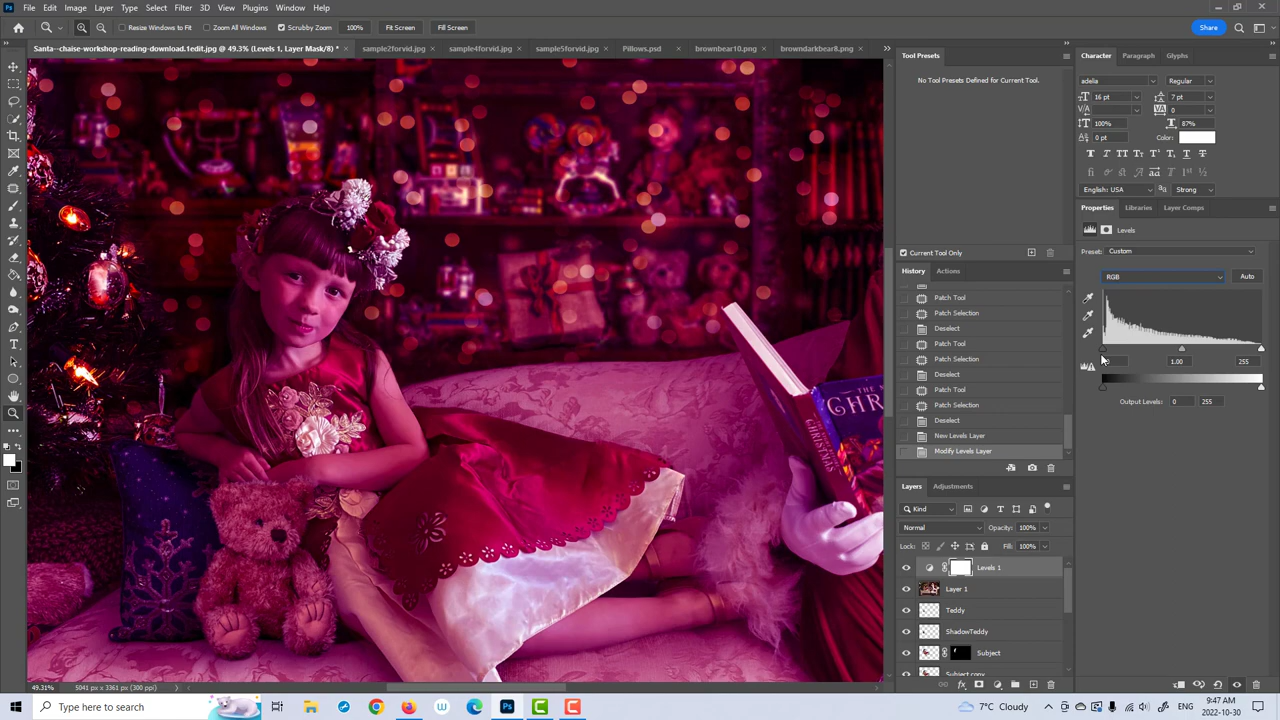 File Edit Image Layer Type Select Filter 3D View Plugins Window Help
Resize Windows to Fit Zoom All Windows Scrubby Zoom 100% Fit Screen Fill Screen Share
Santa--chaise-workshop-reading-download.1edit.jpg @ 49.3% (Levels 1, Layer Mask/8) * sample2forvid.jpg sample4forvid.jpg sample5forvid.jpg Pillows.psd brownbear10.png browndarkbear8.png
Tool Presets
No Tool Presets Defined for Current Tool.
Current Tool Only
History Actions
Patch Tool
Patch Selection
Deselect
Patch Tool
Patch Selection
Deselect
Patch Tool
Patch Selection
Deselect
New Levels Layer
Modify Levels Layer
Layers Adjustments
Kind
Normal Opacity: 100%
Lock: Fill: 100%
Levels 1
Layer 1
Teddy
ShadowTeddy
Subject
Subject copy
Character Paragraph Glyphs
adelia Regular
16 pt 7 pt
0
100% 87%
0 pt Color:
English: USA Strong
Properties Libraries Layer Comps
Levels
Preset: Custom
RGB Auto
1.00 255
Output Levels: 0 255
CHRISTMAS
49.31% 5041 px x 3361 px (300 ppi)
Type here to search
7°C Cloudy ENG 9:47 AM
2022-10-30